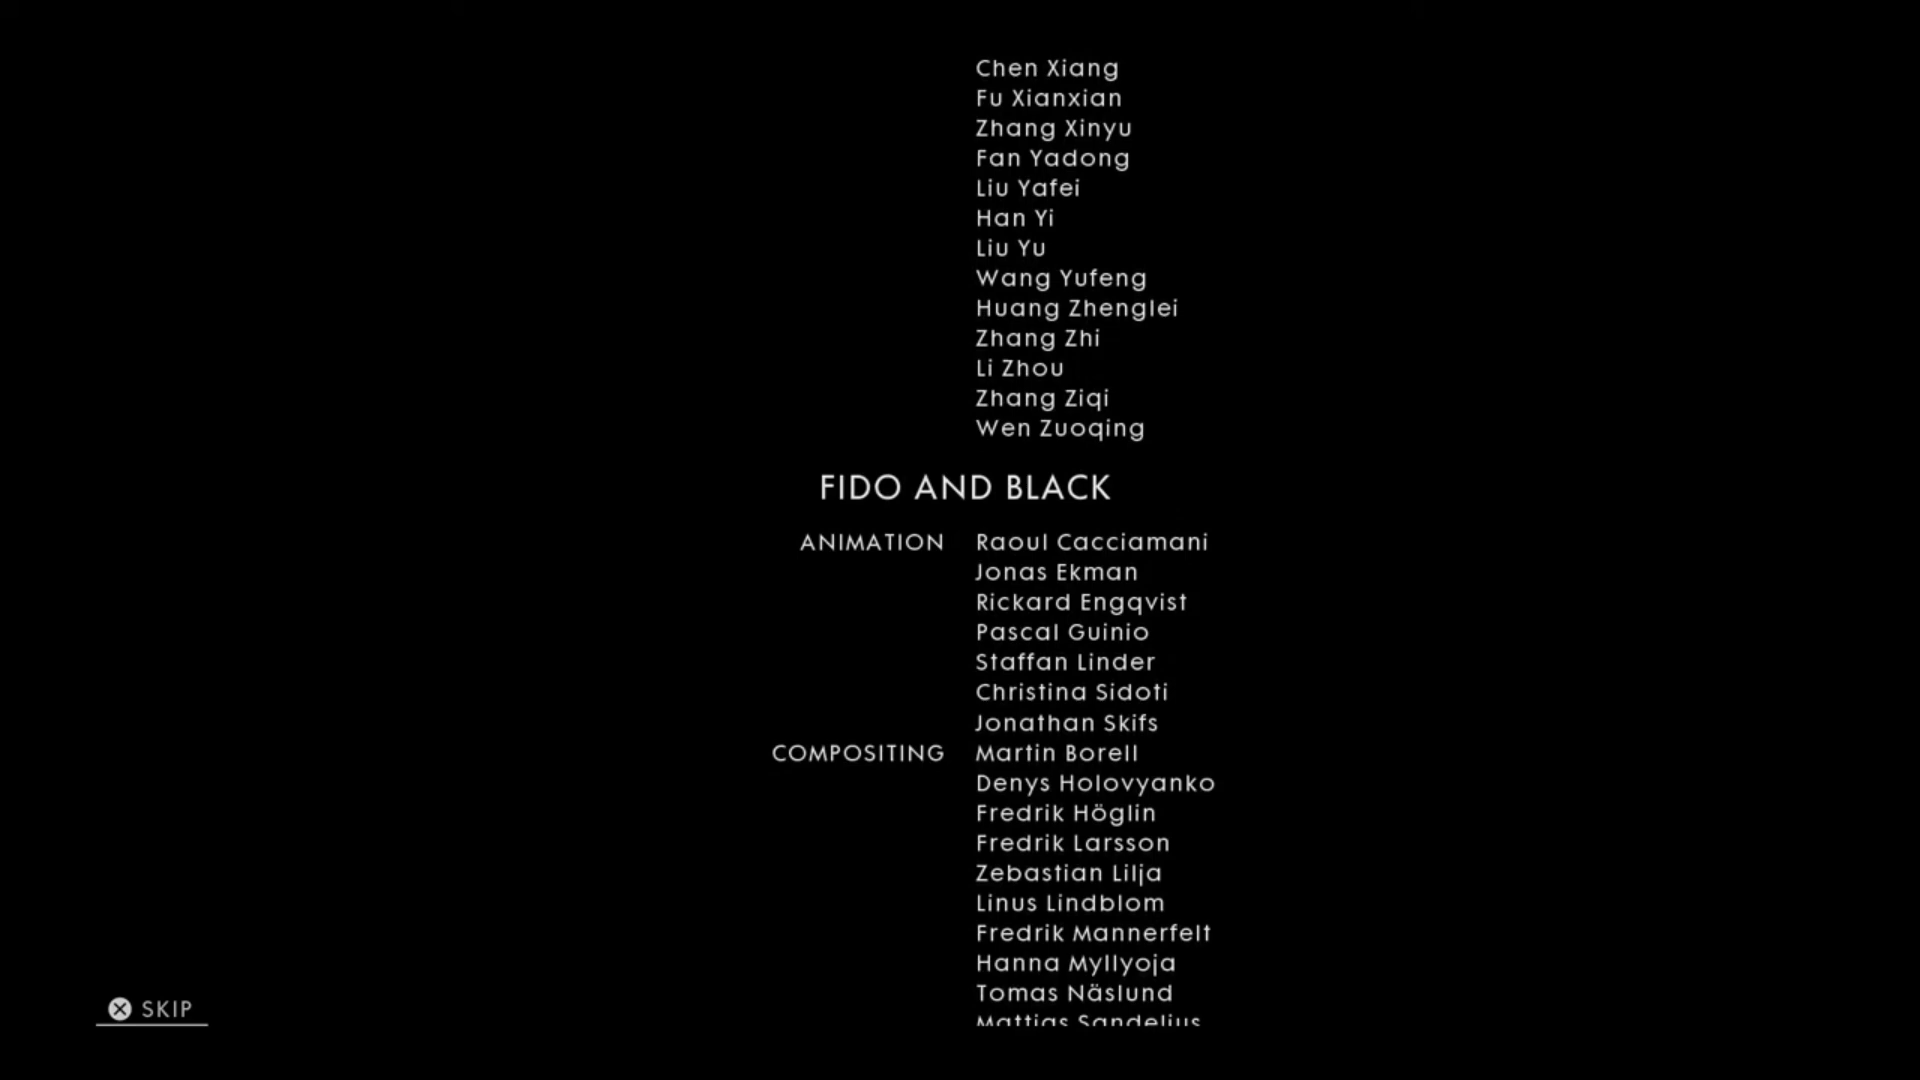 Chen Xiang
Fu Xianxian
Zhang Xinyu
Fan Yadong
Liu Yafei
Han Yi
Liu Yu
Wang Yufeng
Huang Zhenglei
Zhang Zhi
Li Zhou
Zhang Ziqi
Wen Zuoqing
FIDO AND BLACK
ANIMATION Raoul Cacciamani
Jonas Ekman
Rickard Engqvist
Pascal Guinio
Staffan Linder
Christina Sidoti
Jonathan Skifs
COMPOSITING Martin Borell
Denys Holovyanko
Fredrik Höglin
Fredrik Larsson
Zebastian Lilja
Linus Lindblom
Fredrik Mannerfelt
Hanna Myllyoja
Tomas Näslund
Mattias Sandelius
SKIP